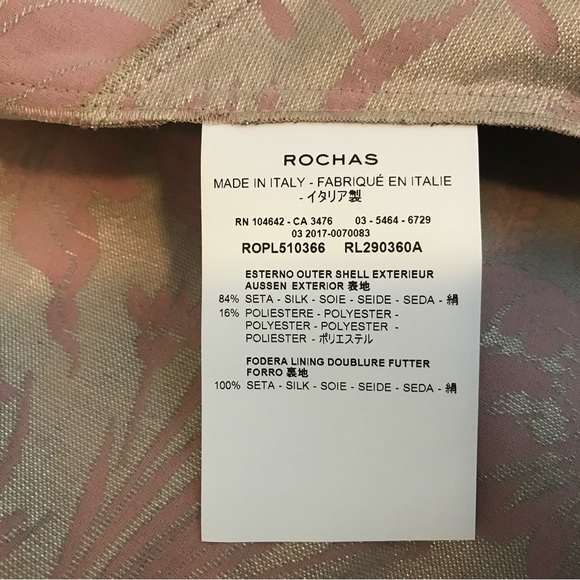 ROCHAS
MADE IN ITALY - FABRIQUÉ EN ITALIE
- イタリア製
RN 104642 - CA 3476 03 - 5464 - 6729
03 2017-0070083
ROPL510366 RL290360A
ESTERNO OUTER SHELL EXTERIEUR
AUSSEN EXTERIOR 表地
84% SETA - SILK - SOIE - SEIDE - SEDA - 絹
16% POLIESTERE - POLYESTER -
POLYESTER - POLYESTER -
POLIESTER - ポリエステル
FODERA LINING DOUBLURE FUTTER
FORRO 裏地
100% SETA - SILK - SOIE - SEIDE - SEDA - 絹